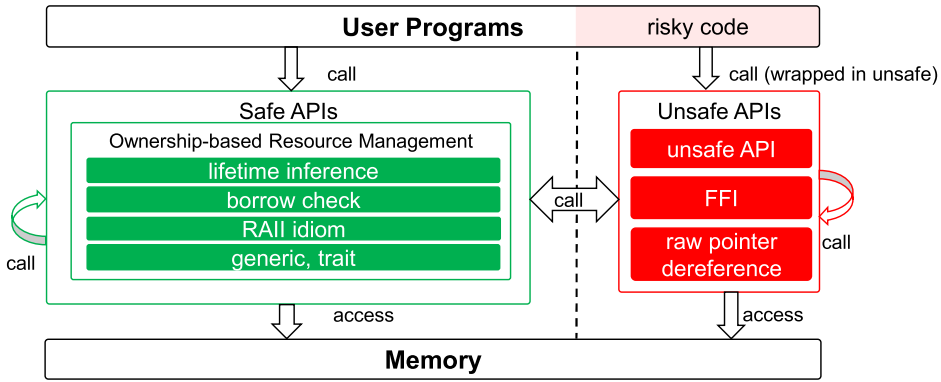 User Programs
risky code
call
call (wrapped in unsafe)
Safe APIs
Unsafe APIs
Ownership-based Resource Management
lifetime inference
borrow check
RAII idiom
generic, trait
unsafe API
FFI
raw pointer
dereference
call
call
call
access
access
Memory